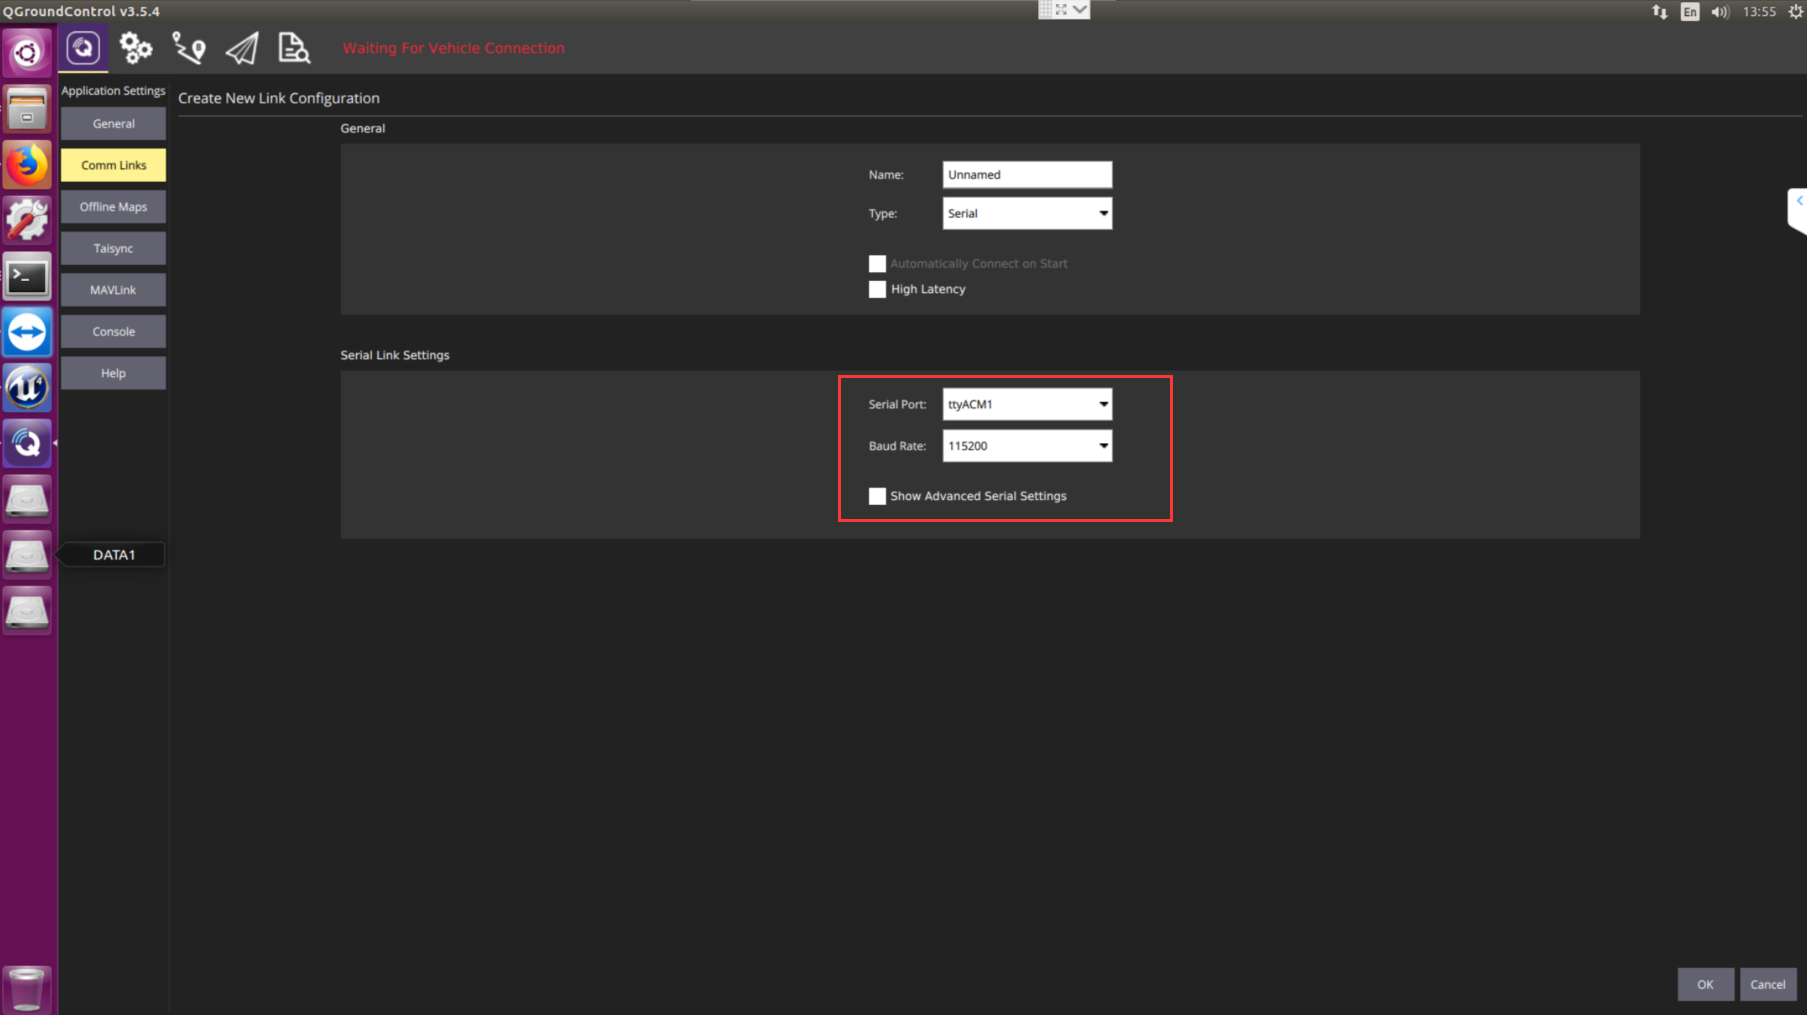 QGroundControl v3.5.4
En
13:55
Waiting For Vehicle Connection
Application Settings
General
Comm Links
Offline Maps
Taisync
MAVLink
Console
Help
DATA1
Create New Link Configuration
General
Name: Unnamed
Type: Serial
Automatically Connect on Start
High Latency
Serial Link Settings
Serial Port: ttyACM1
Baud Rate: 115200
Show Advanced Serial Settings
OK
Cancel